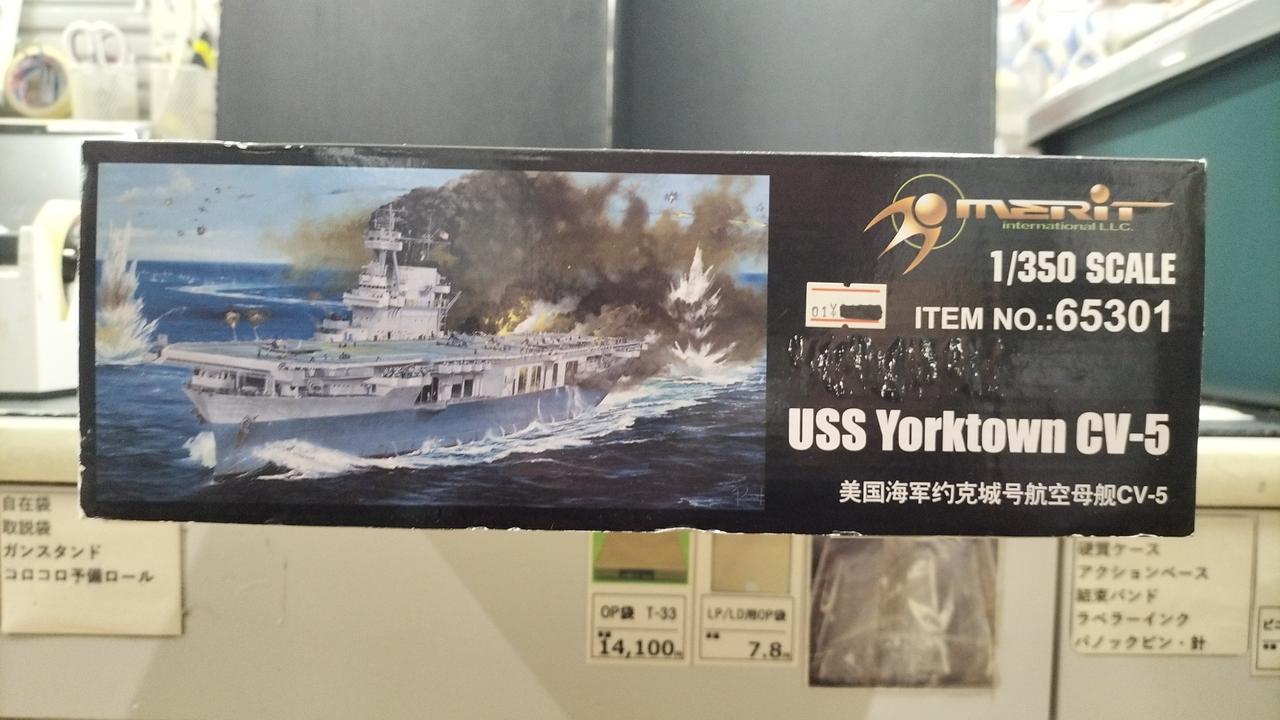 MERIT
international L.L.C.
1/350 SCALE
01¥
ITEM NO.:65301
USS Yorktown CV-5
美国海军约克城号航空母舰CV-5
自在袋
取説袋
ガンスタンド
コロコロ予備ロール
OP袋 T-33
14,100
LP/LD用OP袋
7.8
硬質ケース
アクションベース
結束バンド
ラベラーインク
バノックピン・針